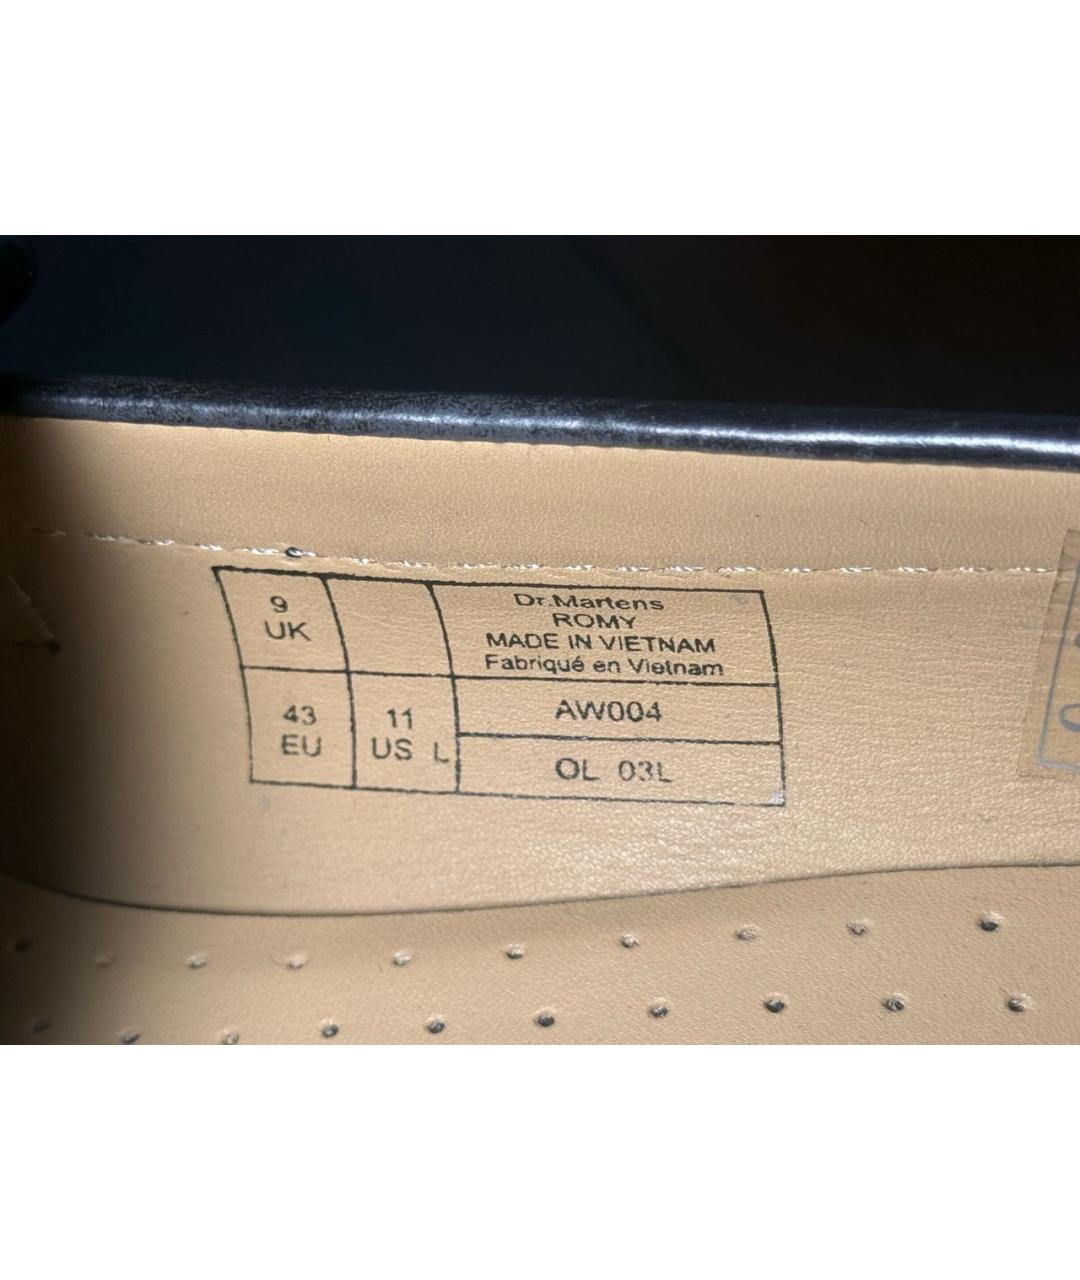 9
UK
Dr.Martens
ROMY
MADE IN VIETNAM
Fabriqué en Vietnam
43
EU
11
US L
AW004
OL 03L